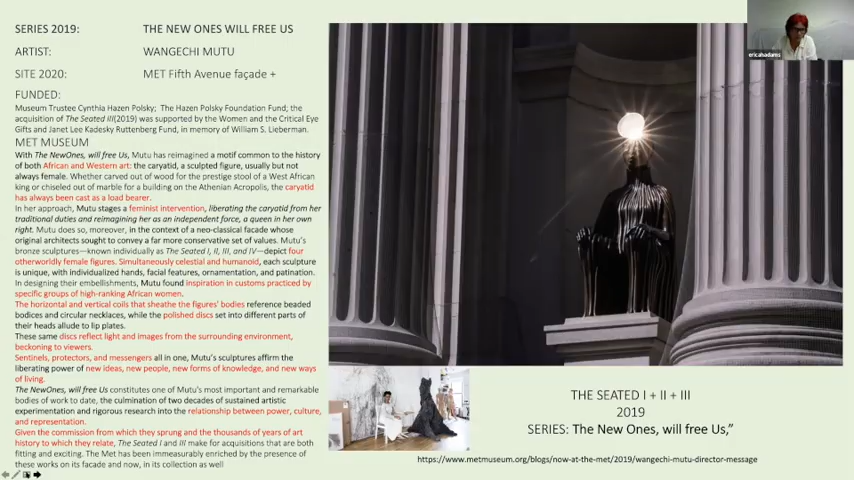 SERIES 2019: THE NEW ONES WILL FREE US
ARTIST: WANGECHI MUTU
SITE 2020: MET Fifth Avenue façade +
FUNDED:
Museum Trustee Cynthia Hazen Polsky; The Hazen Polsky Foundation Fund; the
acquisition of The Seated III(2019) was supported by the Women and the Critical Eye
Gifts and Janet Lee Kadesky Ruttenberg Fund, in memory of William S. Lieberman.
MET MUSEUM
With The NewOnes, will free Us, Mutu has reimagined a motif common to the history
of both African and Western art: the caryatid, a sculpted figure, usually but not
always female. Whether carved out of wood for the prestige stool of a West African
king or chiseled out of marble for a building on the Athenian Acropolis, the caryatid
has always been cast as a load bearer.
In her approach, Mutu stages a feminist intervention, liberating the caryatid from her
traditional duties and reimagining her as an independent force, a queen in her own
right. Mutu does so, moreover, in the context of a neo-classical facade whose
original architects sought to convey a far more conservative set of values. Mutu's
bronze sculptures—known individually as The Seated I, II, III, and IV—depict four
otherworldly female figures. Simultaneously celestial and humanoid, each sculpture
is unique, with individualized hands, facial features, ornamentation, and patination.
In designing their embellishments, Mutu found inspiration in customs practiced by
specific groups of high-ranking African women.
The horizontal and vertical coils that sheathe the figures' bodies reference beaded
bodices and circular necklaces, while the polished discs set into different parts of
their heads allude to lip plates.
These same discs reflect light and images from the surrounding environment,
beckoning to viewers.
Sentinels, protectors, and messengers all in one, Mutu's sculptures affirm the
liberating power of new ideas, new people, new forms of knowledge, and new ways
of living.
The NewOnes, will free Us constitutes one of Mutu's most important and remarkable
bodies of work to date, the culmination of two decades of sustained artistic
experimentation and rigorous research into the relationship between power, culture,
and representation.
Given the commission from which they sprung and the thousands of years of art
history to which they relate, The Seated I and III make for acquisitions that are both
fitting and exciting. The Met has been immeasurably enriched by the presence of
these works on its facade and now, in its collection as well
ericahadams
THE SEATED I + II + III
2019
SERIES: The New Ones, will free Us,”
https://www.metmuseum.org/blogs/now-at-the-met/2019/wangechi-mutu-director-message